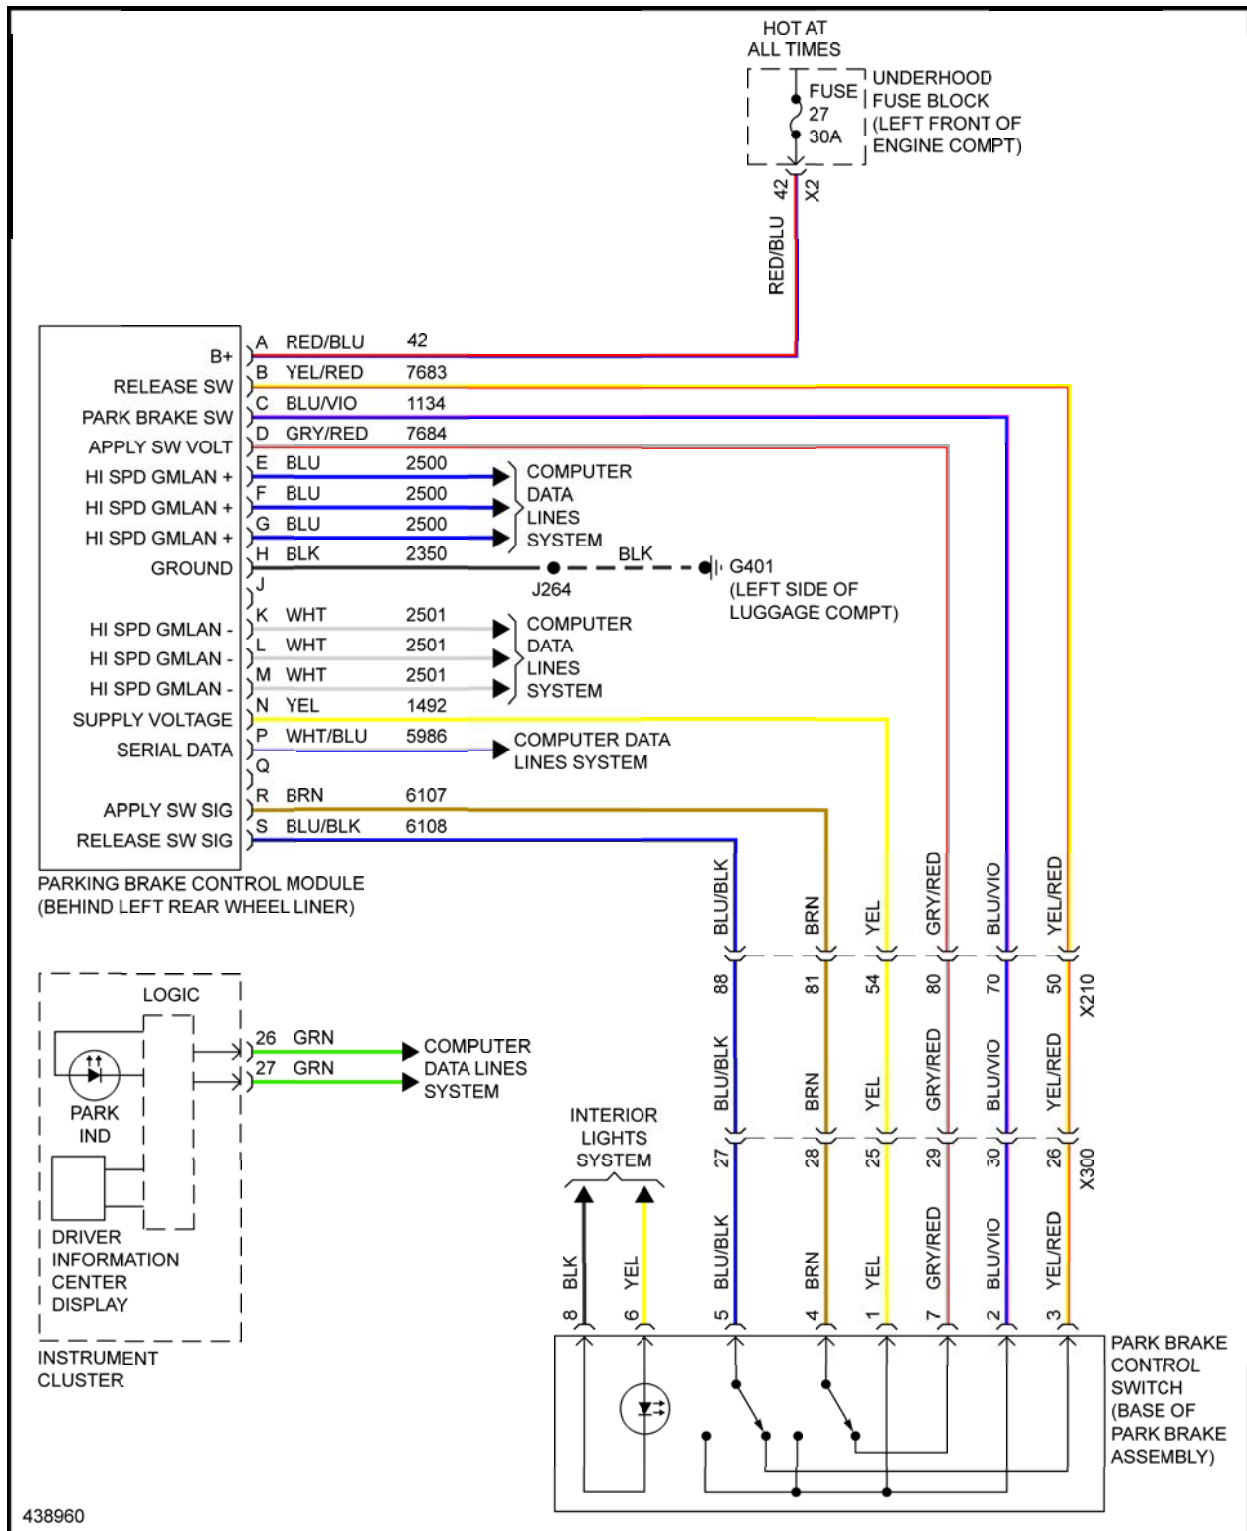 HOT AT
ALL TIMES
FUSE
27
30A
UNDERHOOD
FUSE BLOCK
(LEFT FRONT OF
ENGINE COMPT)
42
X2
RED/BLU
B+
A RED/BLU 42
RELEASE SW
B YEL/RED 7683
PARK BRAKE SW
C BLU/VIO 1134
APPLY SW VOLT
D GRY/RED 7684
HI SPD GMLAN +
E BLU 2500
HI SPD GMLAN +
F BLU 2500
HI SPD GMLAN +
G BLU 2500
COMPUTER
DATA
LINES
SYSTEM
GROUND
H BLK 2350
BLK
J264
G401
(LEFT SIDE OF
LUGGAGE COMPT)
J
HI SPD GMLAN -
K WHT 2501
HI SPD GMLAN -
L WHT 2501
HI SPD GMLAN -
M WHT 2501
COMPUTER
DATA
LINES
SYSTEM
SUPPLY VOLTAGE
N YEL 1492
SERIAL DATA
P WHT/BLU 5986
COMPUTER DATA
LINES SYSTEM
Q
APPLY SW SIG
R BRN 6107
RELEASE SW SIG
S BLU/BLK 6108
PARKING BRAKE CONTROL MODULE
(BEHIND LEFT REAR WHEEL LINER)
BLU/BLK
BRN
YEL
GRY/RED
BLU/VIO
YEL/RED
88
81
54
80
70
50
X210
BLU/BLK
BRN
YEL
GRY/RED
BLU/VIO
YEL/RED
27
28
25
29
30
26
X300
LOGIC
26 GRN
27 GRN
COMPUTER
DATA LINES
SYSTEM
PARK
IND
DRIVER
INFORMATION
CENTER
DISPLAY
INSTRUMENT
CLUSTER
INTERIOR
LIGHTS
SYSTEM
BLK
YEL
BLU/BLK
BRN
YEL
GRY/RED
BLU/VIO
YEL/RED
8
6
5
4
1
7
2
3
PARK BRAKE
CONTROL
SWITCH
(BASE OF
PARK BRAKE
ASSEMBLY)
438960